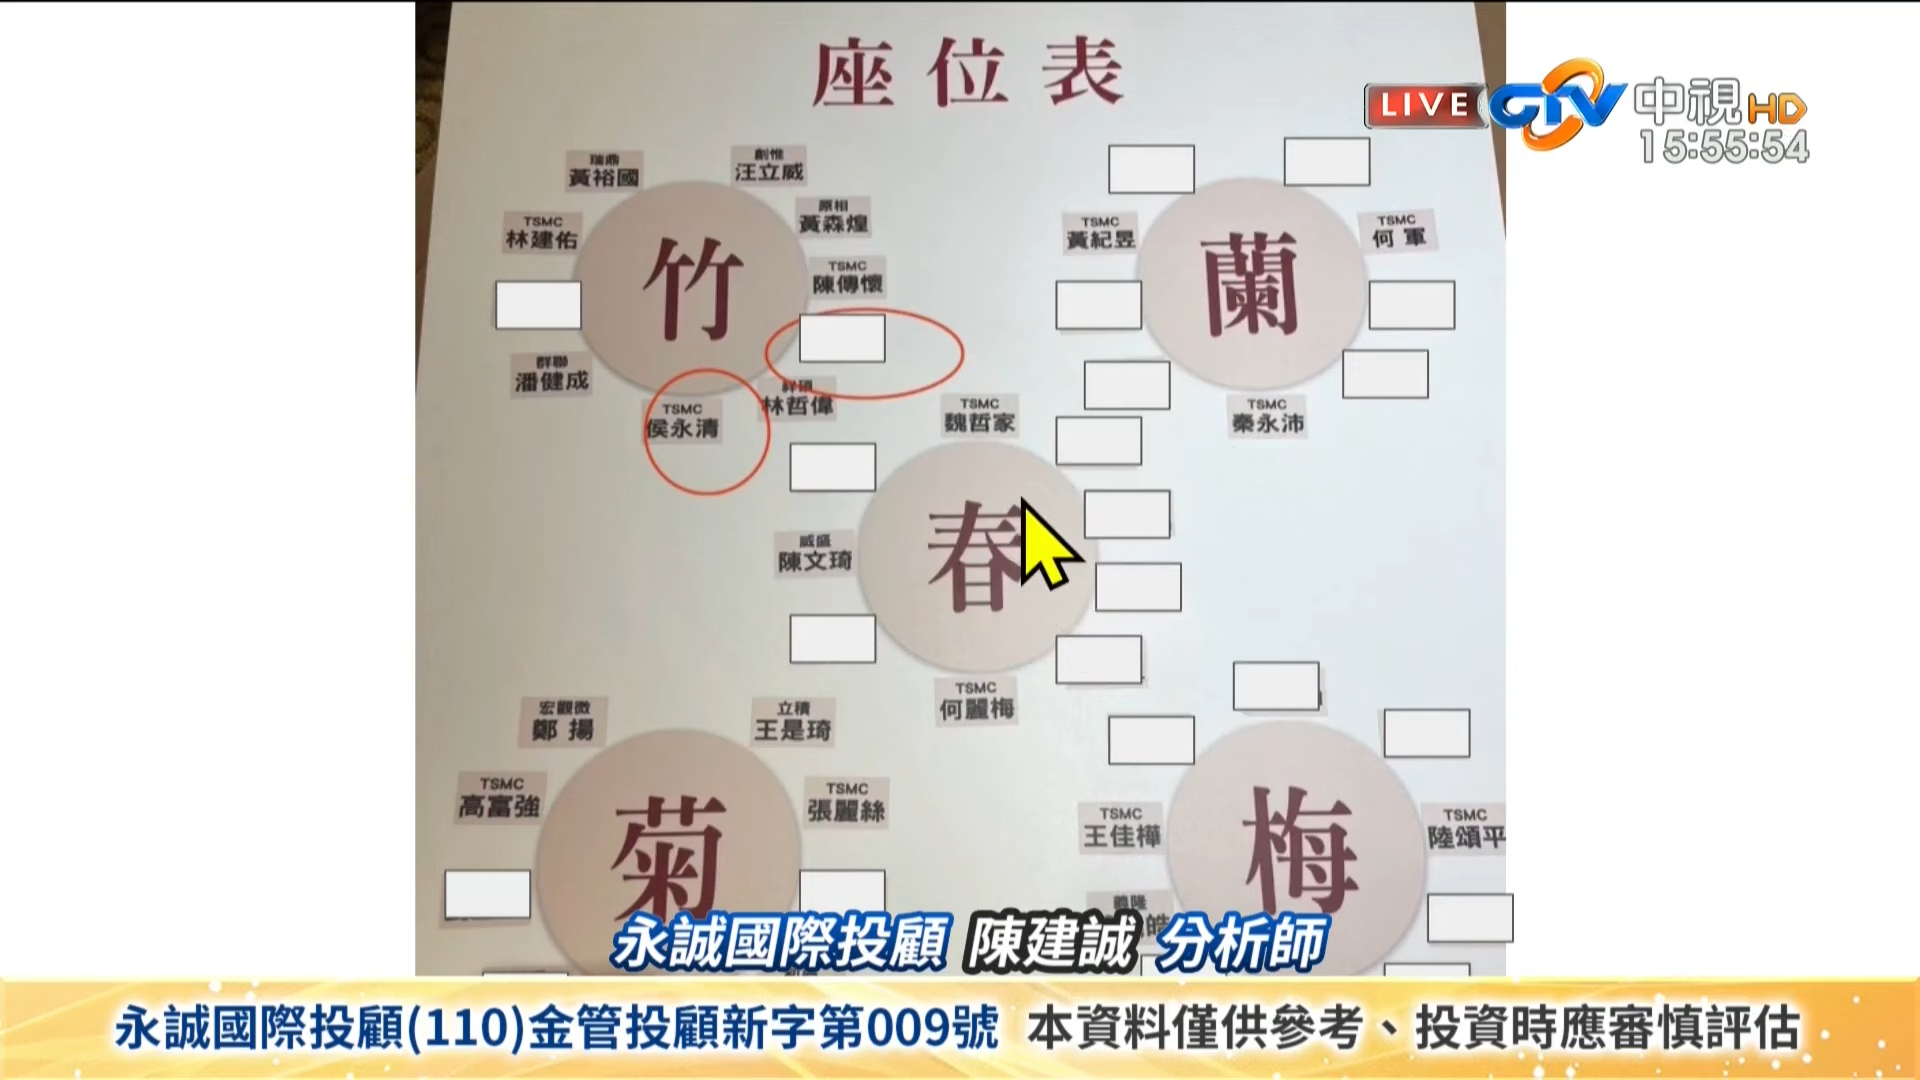 座位表
LIVE
CTV 中視HD
15:55:54
瑞鼎
黃裕國
創惟
汪立威
原相
黃森煌
TSMC
林建佑
TSMC
陳傳懷
竹
群聯
潘健成
TSMC
侯永清
祥碩
林哲偉
TSMC
黃紀昱
TSMC
何軍
蘭
TSMC
秦永沛
TSMC
魏哲家
威盛
陳文琦
春
TSMC
何麗梅
宏觀微
鄭揚
立積
王是琦
TSMC
高富強
TSMC
張麗絲
菊
TSMC
王佳樺
TSMC
陸頌平
梅
義隆
皓
永誠國際投顧 陳建誠 分析師
永誠國際投顧(110)金管投顧新字第009號 本資料僅供參考、投資時應審慎評估